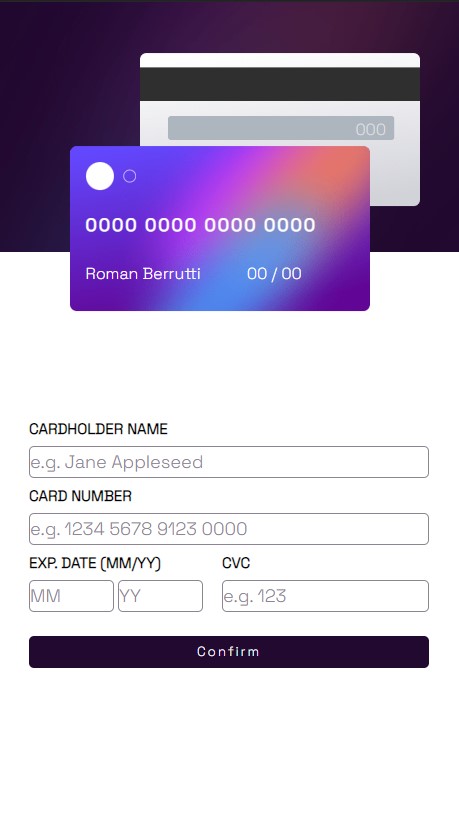 000
0000 0000 0000 0000
Roman Berrutti 00 / 00
CARDHOLDER NAME
e.g. Jane Appleseed
CARD NUMBER
e.g. 1234 5678 9123 0000
EXP. DATE (MM/YY) CVC
MM YY e.g. 123
Confirm